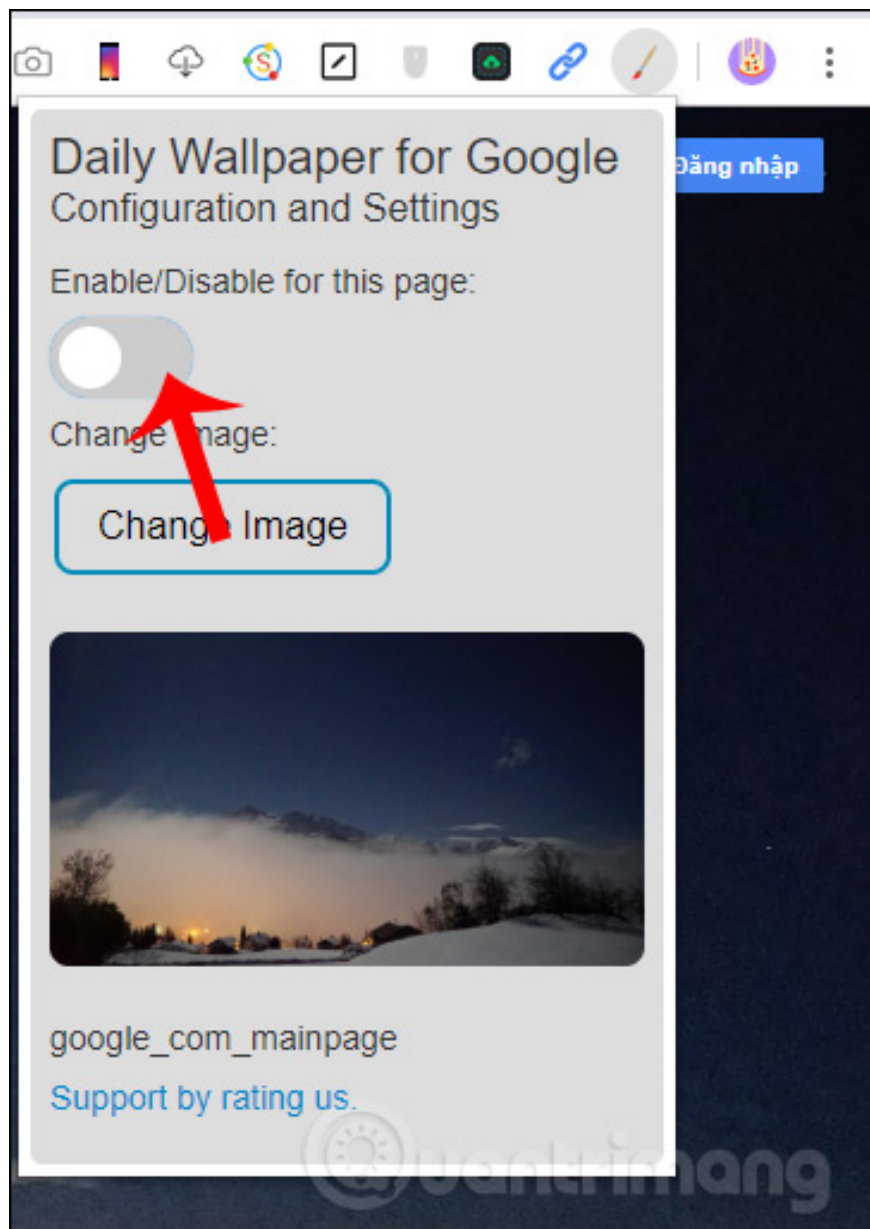 Đăng nhập
Daily Wallpaper for Google
Configuration and Settings
Enable/Disable for this page:
Change Image:
Change Image
google_com_mainpage
Support by rating us.
Quantrimang